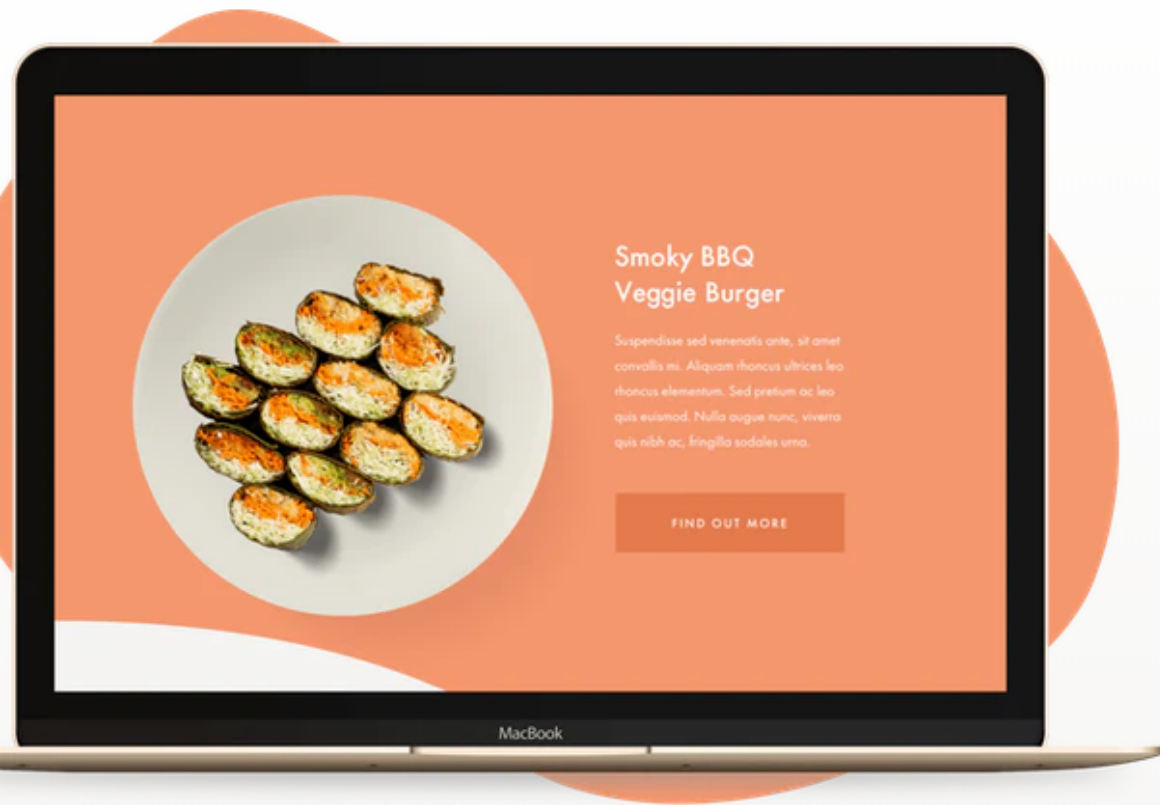 Smoky BBQ
Veggie Burger
Suspendisse sed venenatis ante, sit amet
convallis mi. Aliquam rhoncus ultrices leo
rhoncus elementum. Sed pretium ac leo
quis euismod. Nulla augue nunc, viverra
quis nibh ac, fringilla sodales urna.
FIND OUT MORE
MacBook